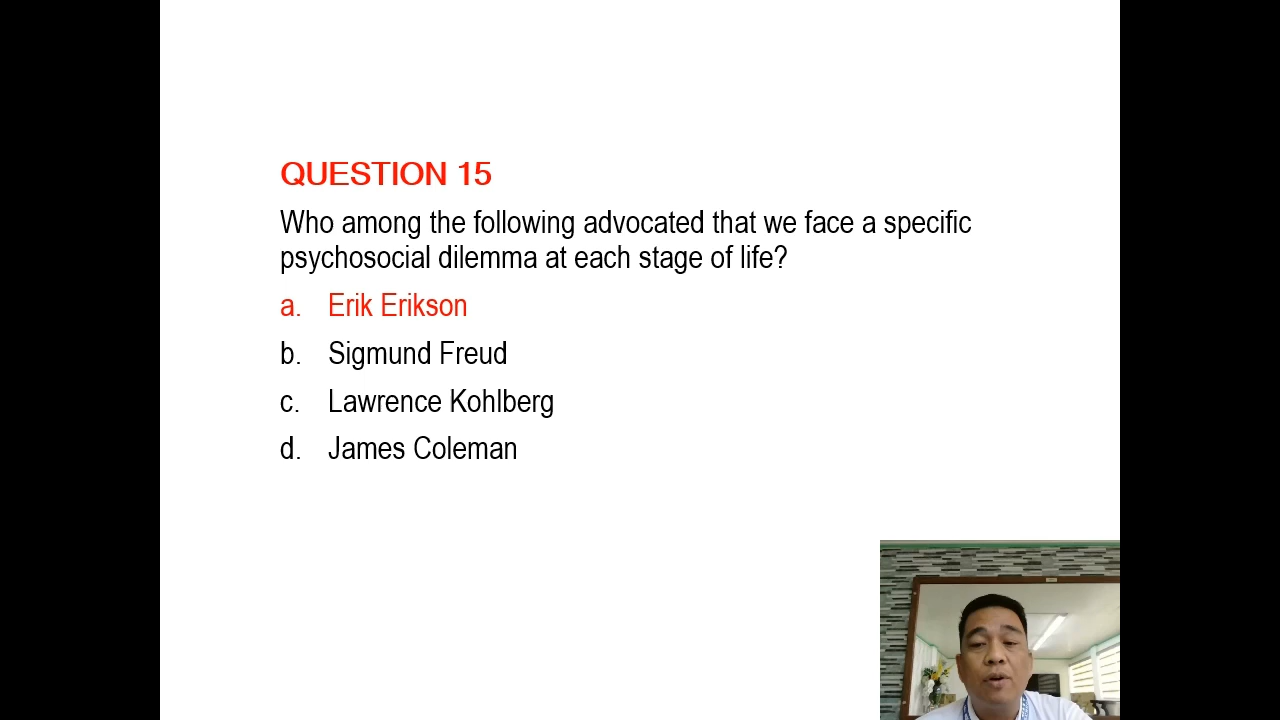 QUESTION 15
Who among the following advocated that we face a specific
psychosocial dilemma at each stage of life?
a. Erik Erikson
b. Sigmund Freud
c. Lawrence Kohlberg
d. James Coleman